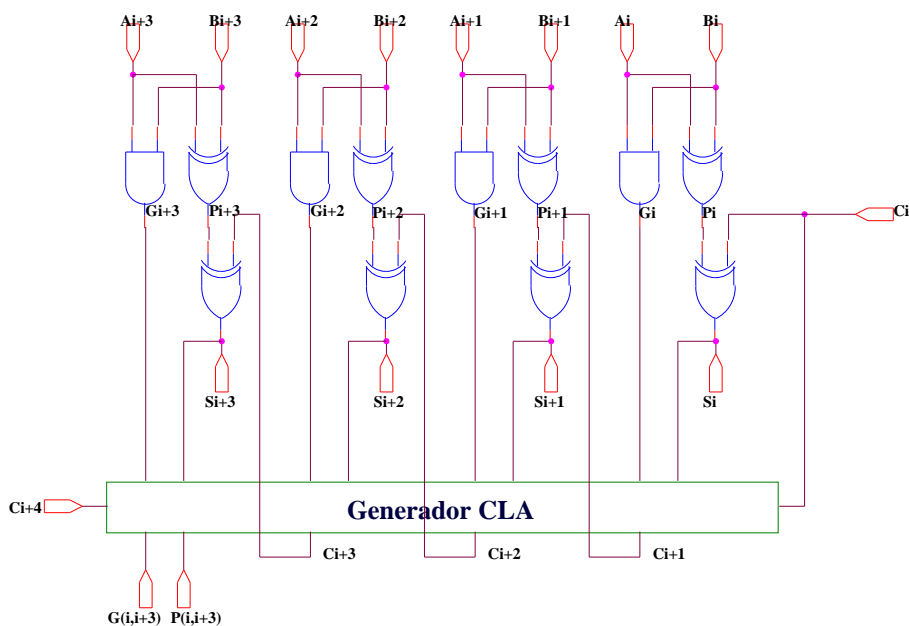 Ai+3 Bi+3 Ai+2 Bi+2 Ai+1 Bi+1 Ai Bi
Gi+3 Pi+3 Gi+2 Pi+2 Gi+1 Pi+1 Gi Pi Ci
Si+3 Si+2 Si+1 Si
Ci+4 Generador CLA
Ci+3 Ci+2 Ci+1
G(i,i+3) P(i,i+3)